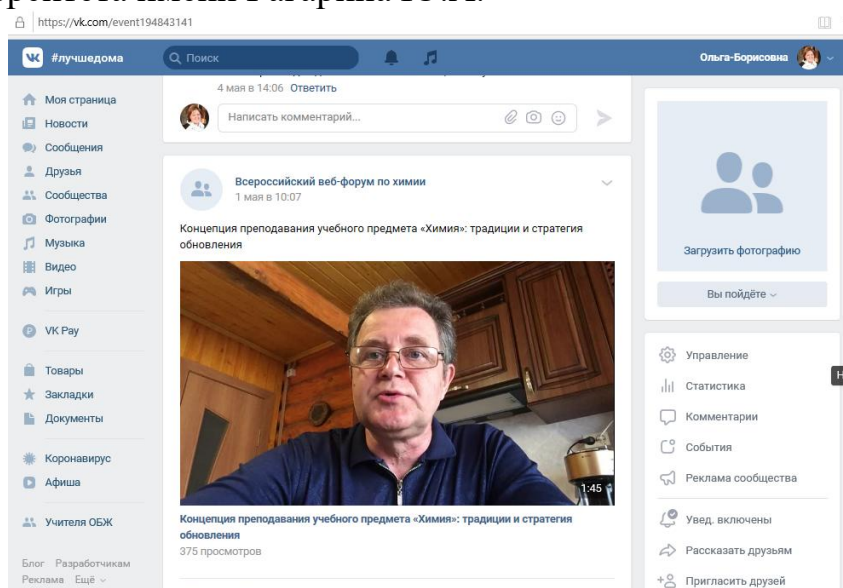 имени Гагарина Ю.А.
https://vk.com/event194843141
#лучшедома
Поиск
Ольга-Борисовна
Моя страница
Новости
Сообщения
Друзья
Сообщества
Фотографии
Музыка
Видео
Игры
VK Pay
Товары
Закладки
Документы
Коронавирус
Афиша
Учителя ОБЖ
Блог Разработчикам
Реклама Ещё
4 мая в 14:06 Ответить
Написать комментарий...
Всероссийский веб-форум по химии
1 мая в 10:07
Концепция преподавания учебного предмета «Химия»: традиции и стратегия
обновления
1:45
Концепция преподавания учебного предмета «Химия»: традиции и стратегия
обновления
375 просмотров
Загрузить фотографию
Вы пойдёте
Управление
Статистика
Комментарии
События
Реклама сообщества
Увед. включены
Рассказать друзьям
Пригласить друзей